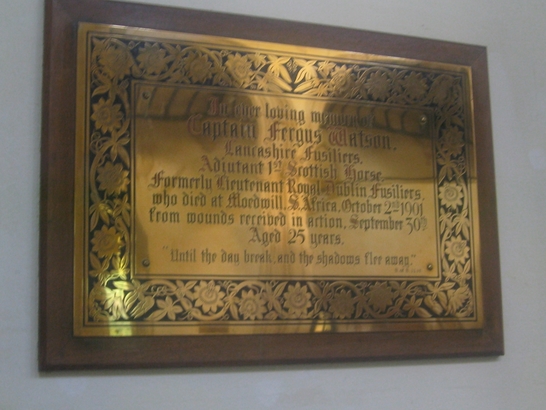 In ever loving memory of
Captain Fergus Watson.
Lancashire Fusiliers.
Adjutant 1st Scottish Horse.
Formerly Lieutenant Royal Dublin Fusiliers,
who died at Moedwill, S. Africa, October 2nd 1901
from wounds received in action, September 30th
Aged 25 years.
"Until the day break, and the shadows flee away."